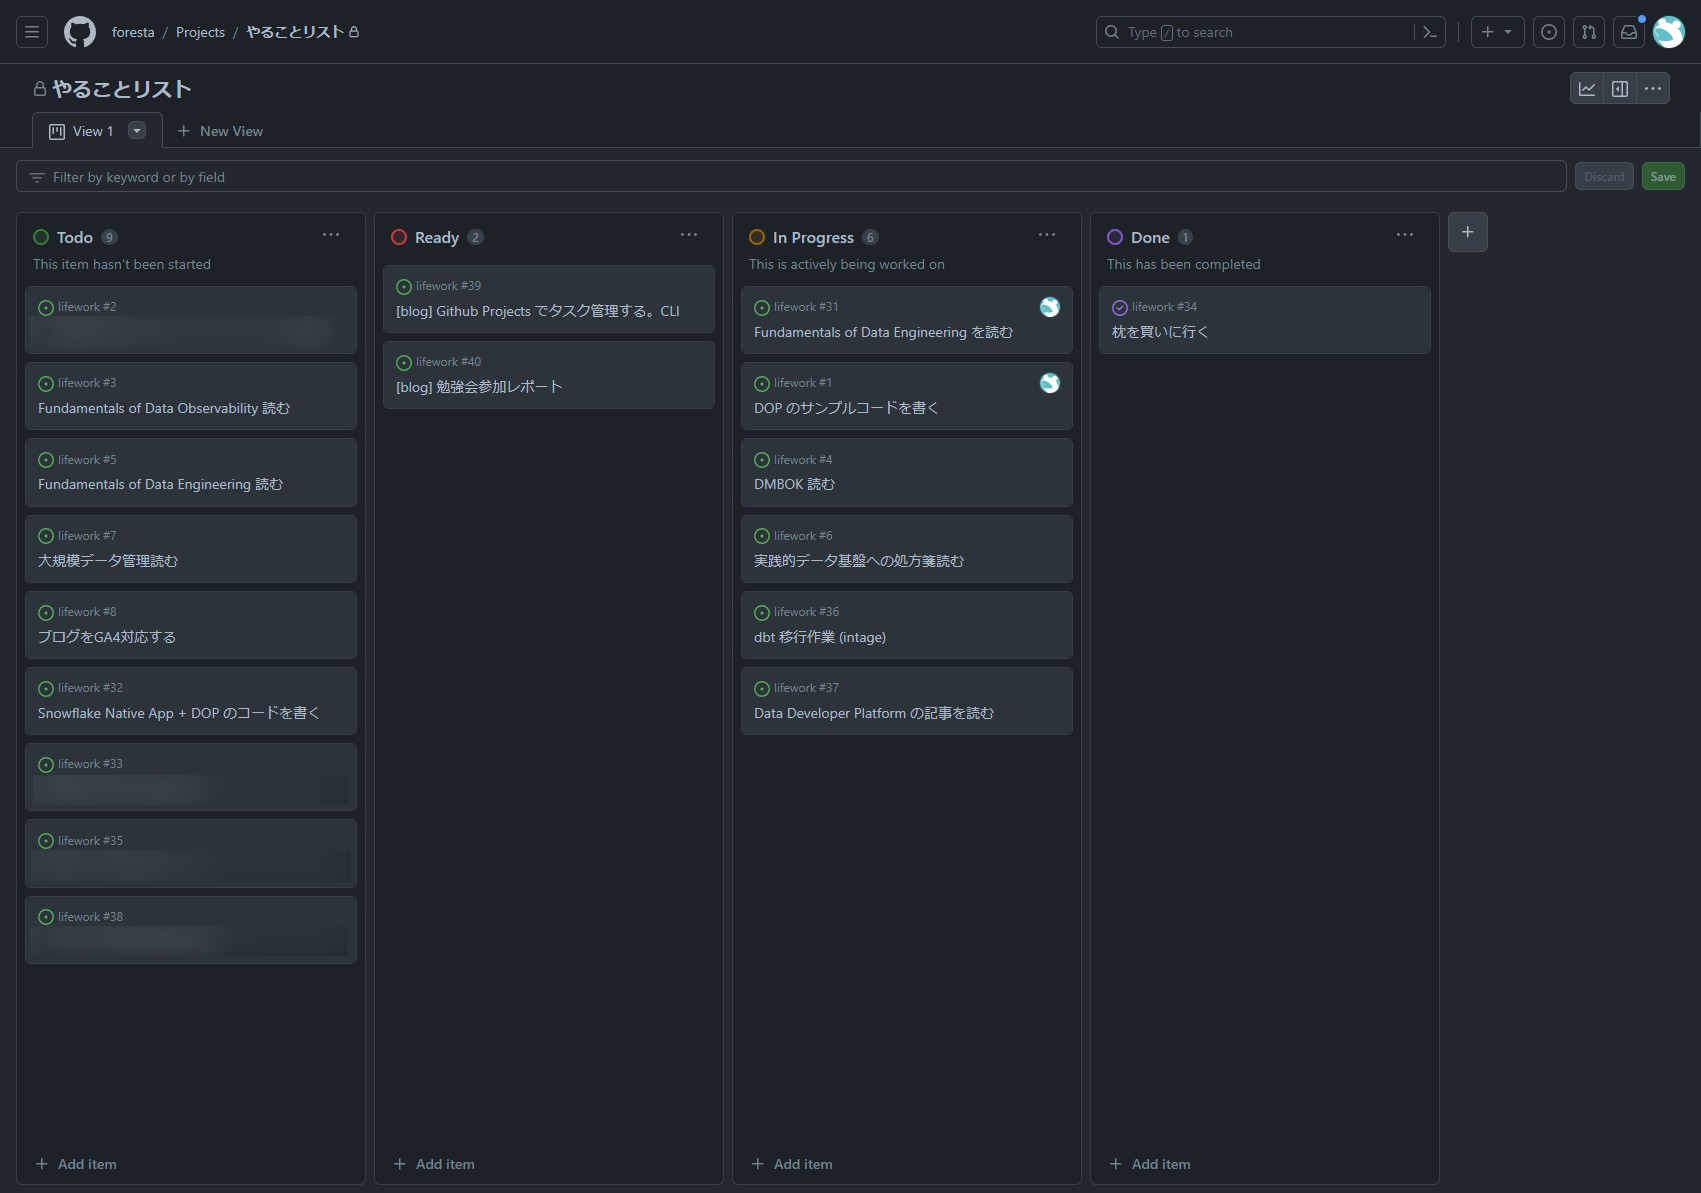 foresta / Projects / やることリスト
Type / to search
やることリスト
View 1
New View
Filter by keyword or by field
Discard
Save
Todo 9
This item hasn't been started
lifework #2
lifework #3
Fundamentals of Data Observability 読む
lifework #5
Fundamentals of Data Engineering 読む
lifework #7
大規模データ管理読む
lifework #8
ブログをGA4対応する
lifework #32
Snowflake Native App + DOP のコードを書く
lifework #33
lifework #35
lifework #38
Add item
Ready 2
lifework #39
[blog] Github Projects でタスク管理する。CLI
lifework #40
[blog] 勉強会参加レポート
Add item
In Progress 6
This is actively being worked on
lifework #31
Fundamentals of Data Engineering を読む
lifework #1
DOP のサンプルコードを書く
lifework #4
DMBOK 読む
lifework #6
実践的データ基盤への処方箋読む
lifework #36
dbt 移行作業 (intage)
lifework #37
Data Developer Platform の記事を読む
Add item
Done 1
This has been completed
lifework #34
枕を買いに行く
Add item